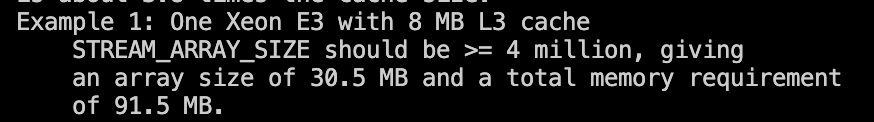 Example 1: One Xeon E3 with 8 MB L3 cache
STREAM_ARRAY_SIZE should be >= 4 million, giving
an array size of 30.5 MB and a total memory requirement
of 91.5 MB.